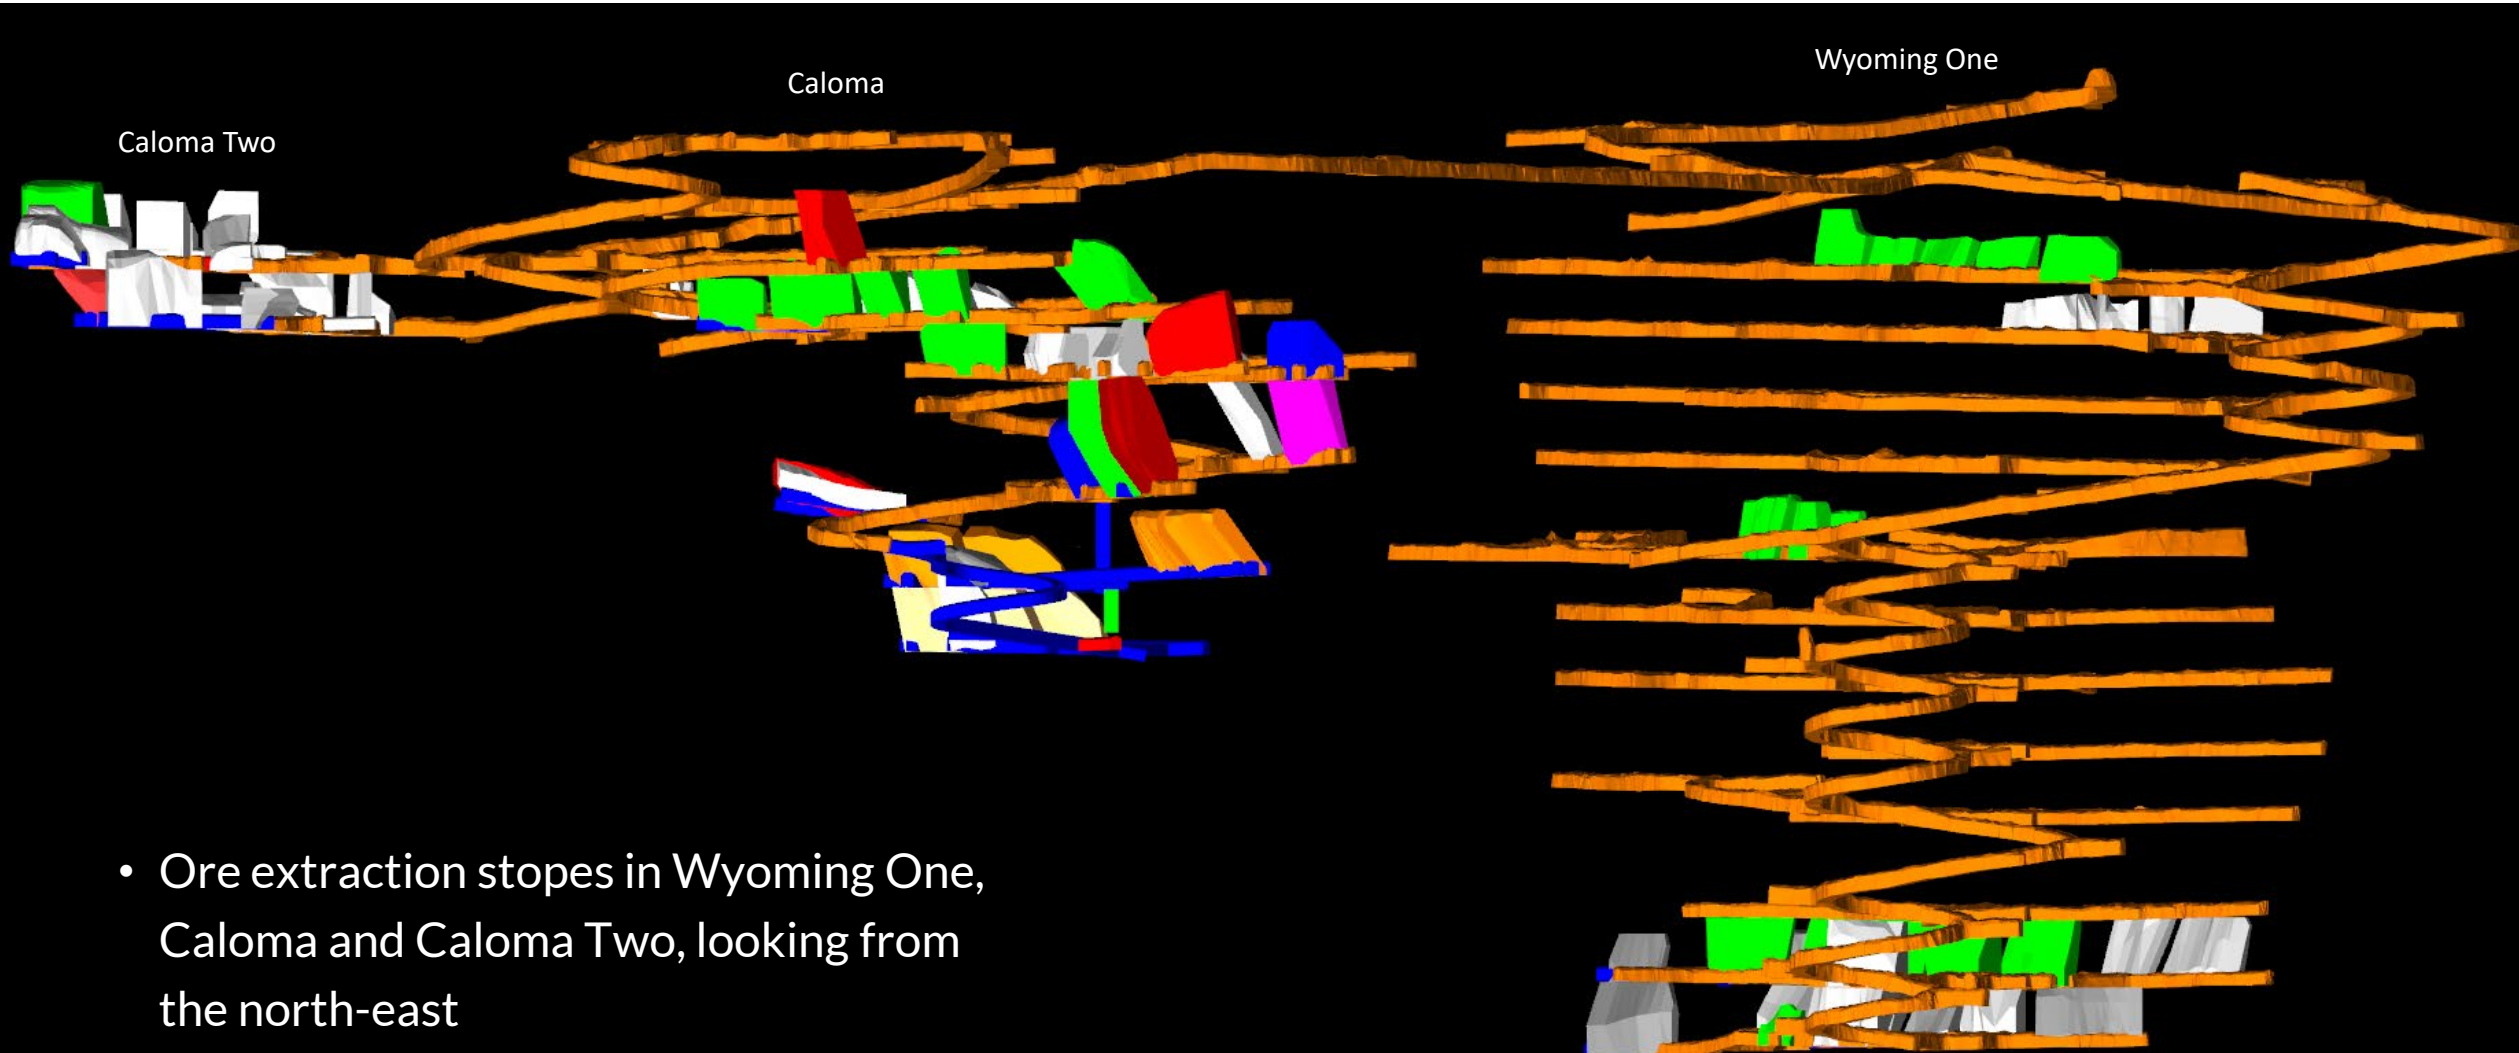 Wyoming One
Caloma
Caloma Two
• Ore extraction stopes in Wyoming One,
Caloma and Caloma Two, looking from
the north-east